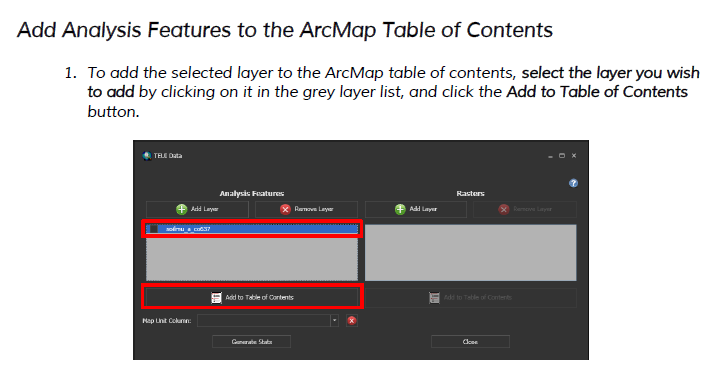 Add Analysis Features to the ArcMap Table of Contents
1. To add the selected layer to the ArcMap table of contents, select the layer you wish
to add by clicking on it in the grey layer list, and click the Add to Table of Contents
button.
TEUI Data
Analysis Features Rasters
Add Layer Remove Layer Add Layer Remove Layer
soilmu_a_co637
Add to Table of Contents Add to Table of Contents
Map Unit Column:
Generate Stats Close